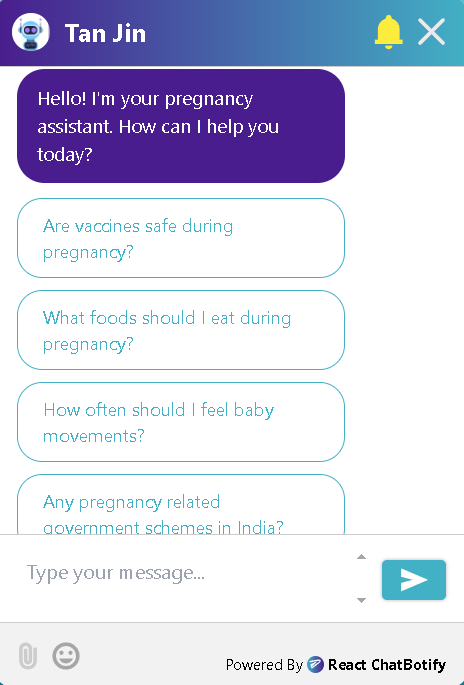 Tan Jin
Hello! I'm your pregnancy
assistant. How can I help you
today?
Are vaccines safe during
pregnancy?
What foods should I eat during
pregnancy?
How often should I feel baby
movements?
Any pregnancy related
government schemes in India?
Type your message...
Powered By React ChatBotify